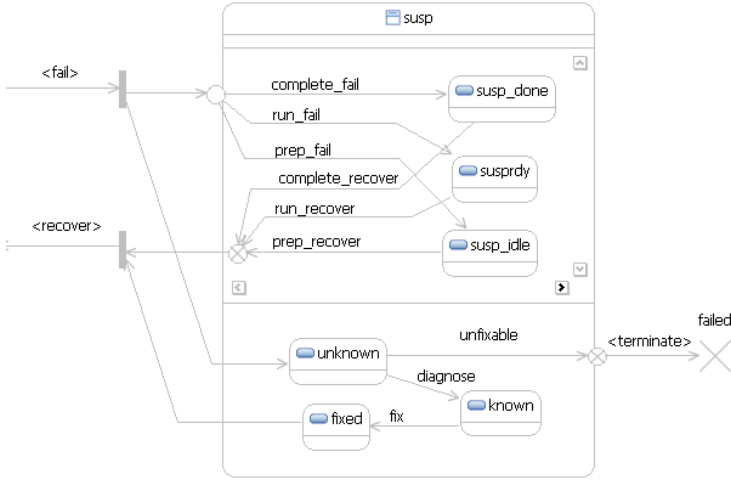 susp
<fail>
complete_fail
susp_done
run_fail
prep_fail
complete_recover
susprdy
run_recover
<recover>
prep_recover
susp_idle
failed
unfixable
<terminate>
unknown
diagnose
known
fixed
fix